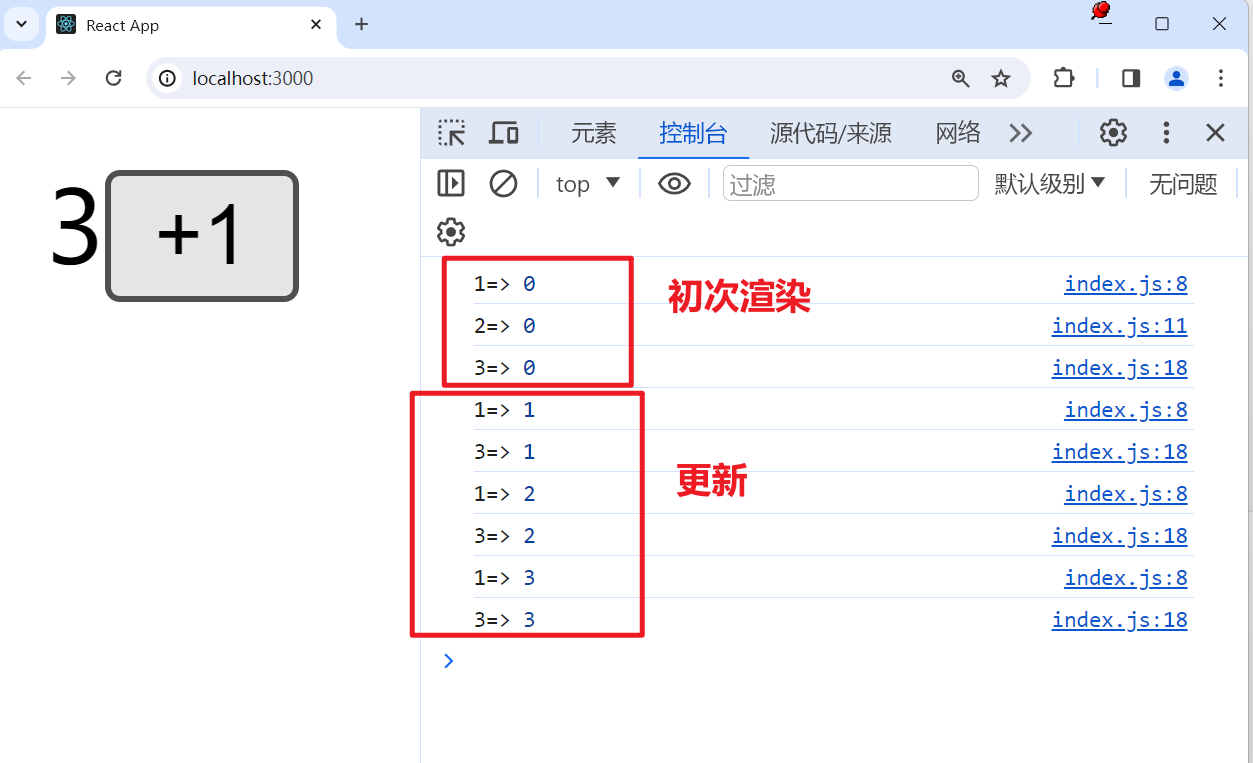 React App
localhost:3000
元素 控制台 源代码/来源 网络
top 过滤 默认级别 无问题
3 +1
1=> 0 index.js:8
初次渲染
2=> 0 index.js:11
3=> 0 index.js:18
1=> 1 index.js:8
3=> 1 index.js:18
更新
1=> 2 index.js:8
3=> 2 index.js:18
1=> 3 index.js:8
3=> 3 index.js:18